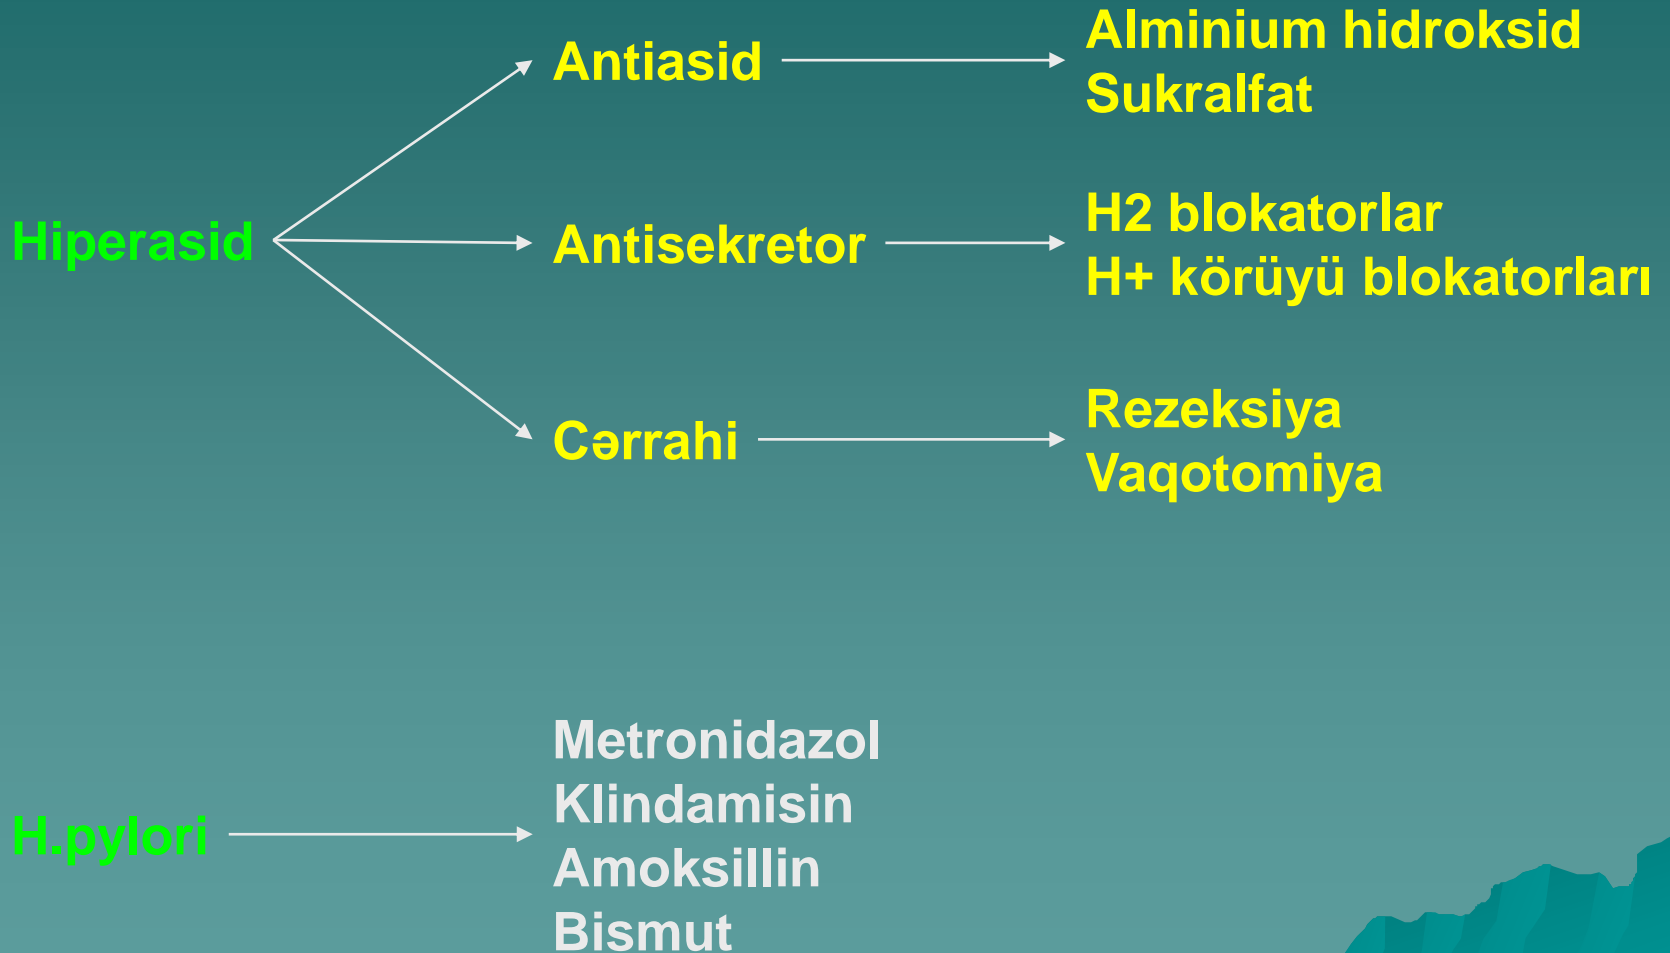 Hiperasid
Antiasid
Alminium hidroksid
Sukralfat
Antisekretor
H2 blokatorlar
H+ körüyü blokatorları
Cərrahi
Rezeksiya
Vaqotomiya
H.pylori
Metronidazol
Klindamisin
Amoksillin
Bismut